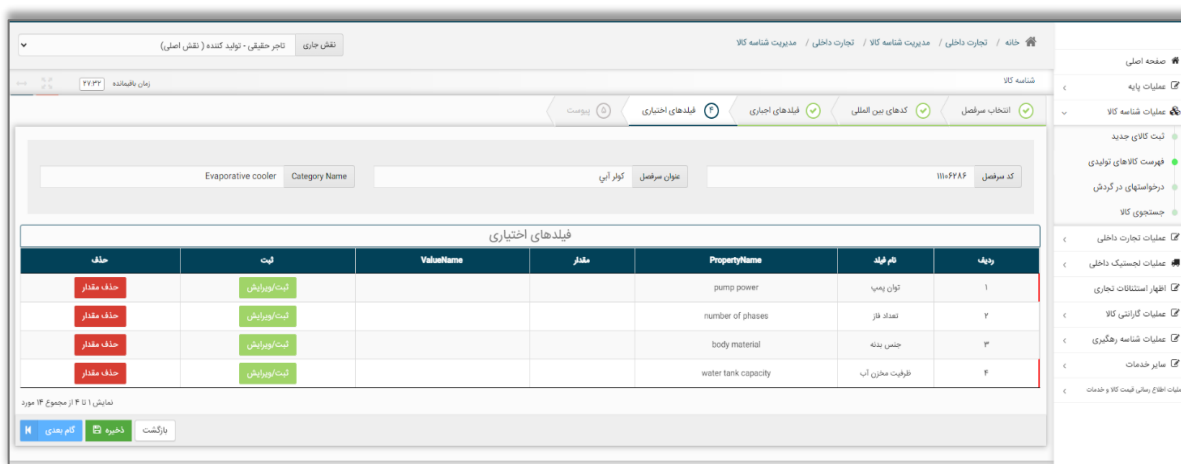 خانه / تجارت داخلی / مدیریت شناسه کالا / تجارت داخلی / مدیریت شناسه کالا
نقش جاری تاجر حقیقی - تولید کننده ( نقش اصلی)
شناسه کالا
زمان باقیمانده ۲۷:۳۲
انتخاب سرفصل
کدهای بین المللی
فیلدهای اجباری
۴ فیلدهای اختیاری
۵ پیوست
کد سرفصل ۱۱۱۰۶۲۸۶
عنوان سرفصل کولر آبي
Category Name Evaporative cooler
فیلدهای اختیاری
ردیف نام فیلد PropertyName مقدار ValueName ثبت حذف
۱ توان پمپ pump power ثبت/ویرایش حذف مقدار
۲ تعداد فاز number of phases ثبت/ویرایش حذف مقدار
۳ جنس بدنه body material ثبت/ویرایش حذف مقدار
۴ ظرفیت مخزن آب water tank capacity ثبت/ویرایش حذف مقدار
نمایش ۱ تا ۴ از مجموع ۱۴ مورد
بازگشت ذخیره گام بعدی
صفحه اصلی
عملیات پایه
عملیات شناسه کالا
ثبت کالای جدید
فهرست کالاهای تولیدی
درخواستهای در گردش
جستجوی کالا
عملیات تجارت داخلی
عملیات لجستیک داخلی
اظهار استثنائات تجاری
عملیات گارانتی کالا
عملیات شناسه رهگیری
سایر خدمات
عملیات اطلاع رسانی قیمت کالا و خدمات